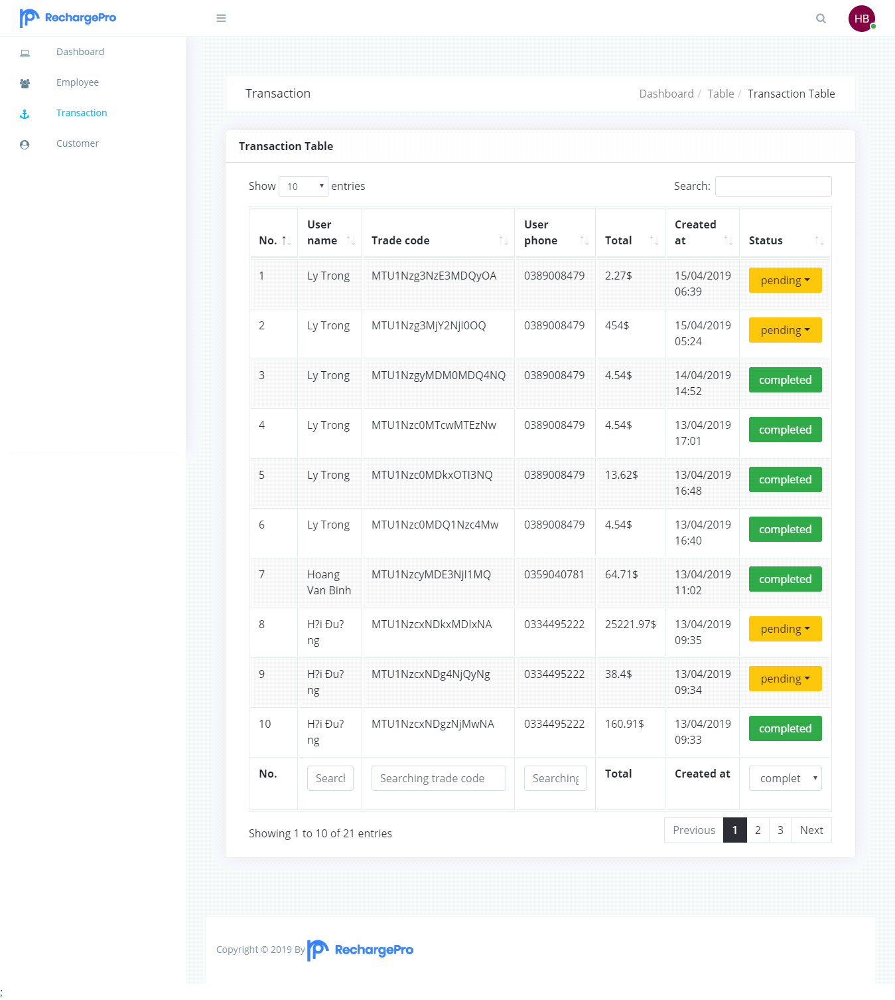 RechargePro
HB
Dashboard
Employee
Transaction
Customer
Transaction
Dashboard / Table / Transaction Table
Transaction Table
Show 10 entries
Search:
No. User name Trade code User phone Total Created at Status
1 Ly Trong MTU1Nzg3NzE3MDQyOA 0389008479 2.27$ 15/04/2019 06:39 pending
2 Ly Trong MTU1Nzg3MjY2NjI0OQ 0389008479 454$ 15/04/2019 05:24 pending
3 Ly Trong MTU1NzgyMDM0MDQ4NQ 0389008479 4.54$ 14/04/2019 14:52 completed
4 Ly Trong MTU1Nzc0MTcwMTEzNw 0389008479 4.54$ 13/04/2019 17:01 completed
5 Ly Trong MTU1Nzc0MDkxOTI3NQ 0389008479 13.62$ 13/04/2019 16:48 completed
6 Ly Trong MTU1Nzc0MDQ1Nzc4Mw 0389008479 4.54$ 13/04/2019 16:40 completed
7 Hoang Van Binh MTU1NzcyMDE3NjI1MQ 0359040781 64.71$ 13/04/2019 11:02 completed
8 H?i Đu?ng MTU1NzcxNDkxMDIxNA 0334495222 25221.97$ 13/04/2019 09:35 pending
9 H?i Đu?ng MTU1NzcxNDg4NjQyNg 0334495222 38.4$ 13/04/2019 09:34 pending
10 H?i Đu?ng MTU1NzcxNDgzNjMwNA 0334495222 160.91$ 13/04/2019 09:33 completed
No. Search Searching trade code Searching Total Created at complet
Showing 1 to 10 of 21 entries
Previous 1 2 3 Next
Copyright © 2019 By RechargePro
;